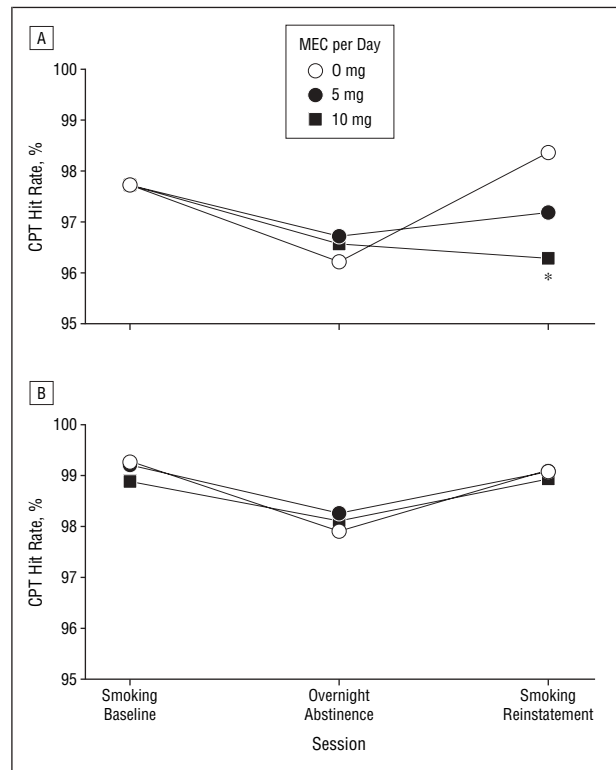 A
MEC per Day
0 mg
5 mg
10 mg
100
99
98
97
96
95
CPT Hit Rate, %
*
B
100
99
98
97
96
95
CPT Hit Rate, %
Smoking
Baseline
Overnight
Abstinence
Smoking
Reinstatement
Session